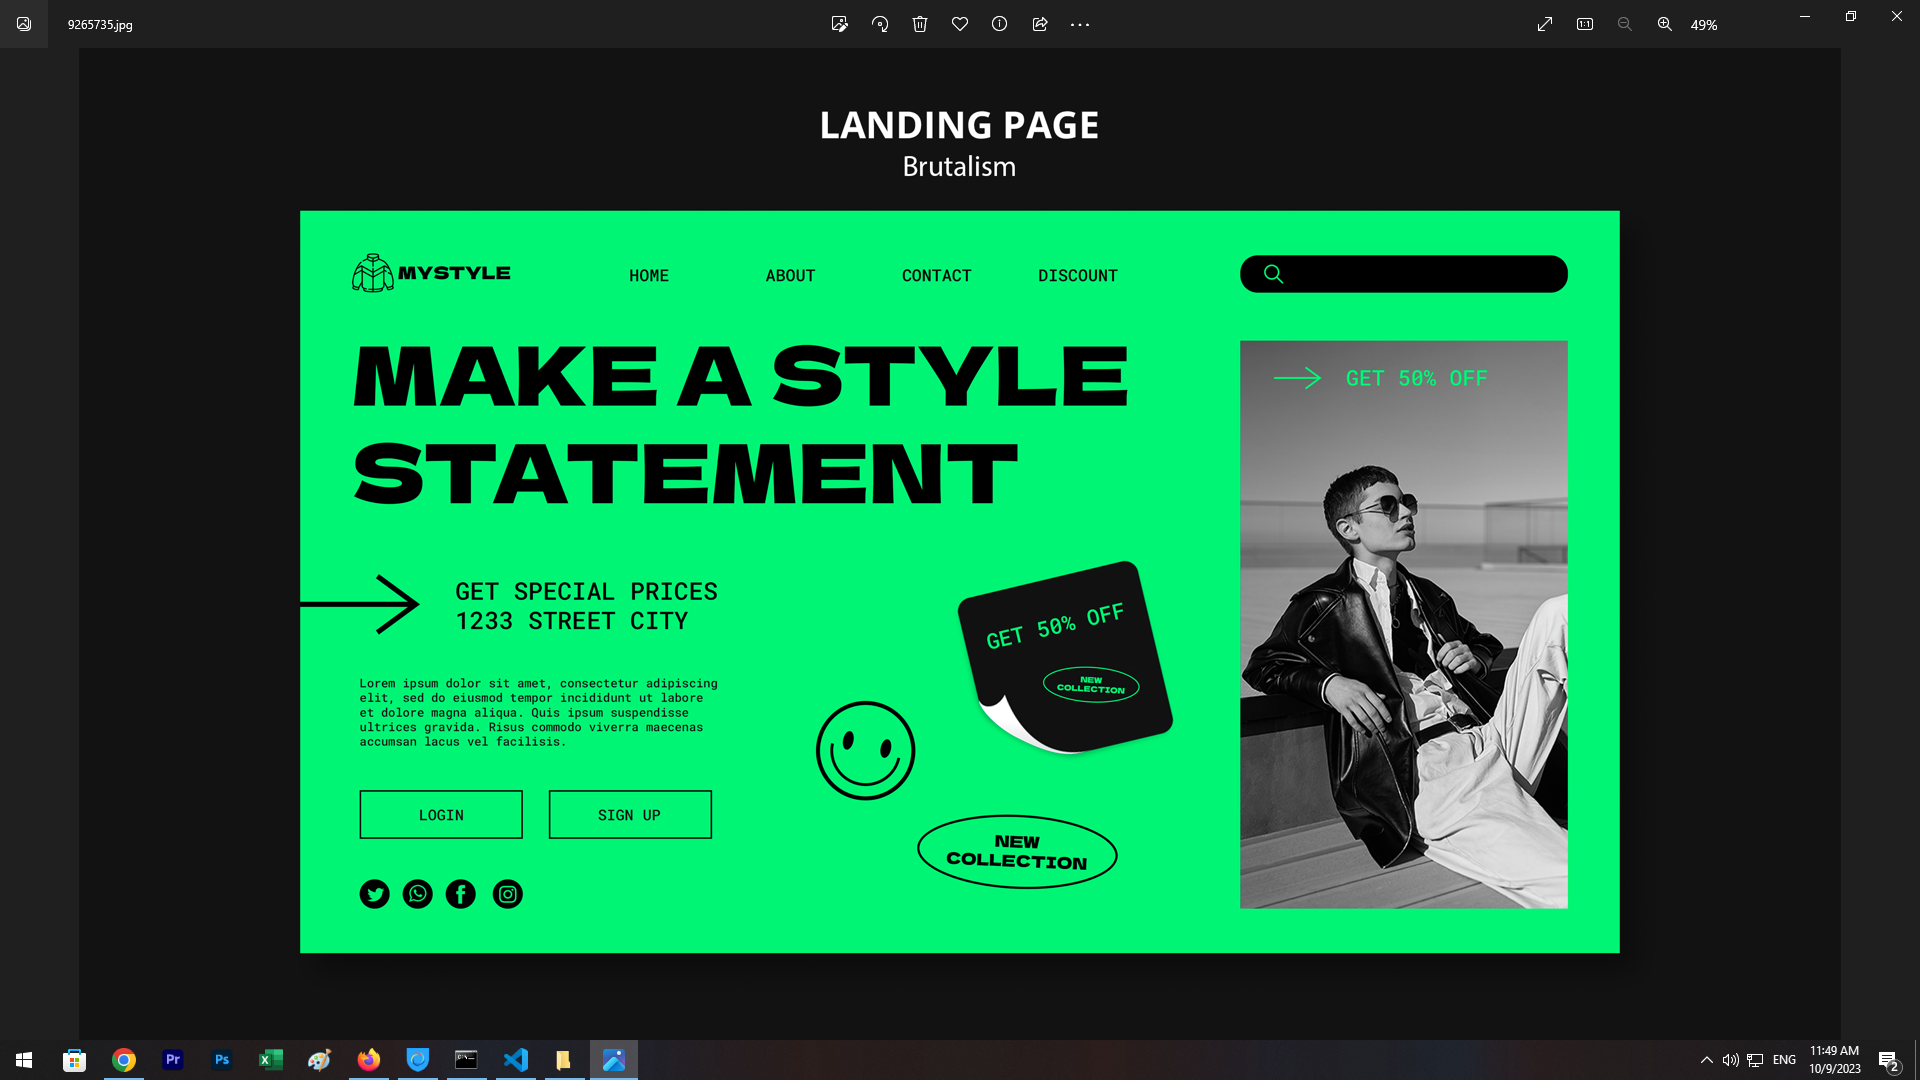 9265735.jpg
49%
LANDING PAGE
Brutalism
MYSTYLE
HOME
ABOUT
CONTACT
DISCOUNT
MAKE A STYLE
STATEMENT
GET 50% OFF
GET SPECIAL PRICES
1233 STREET CITY
GET 50% OFF
NEW
COLLECTION
Lorem ipsum dolor sit amet, consectetur adipiscing
elit, sed do eiusmod tempor incididunt ut labore
et dolore magna aliqua. Quis ipsum suspendisse
ultrices gravida. Risus commodo viverra maecenas
accumsan lacus vel facilisis.
LOGIN
SIGN UP
NEW
COLLECTION
Pr
Ps
ENG
11:49 AM
10/9/2023
2